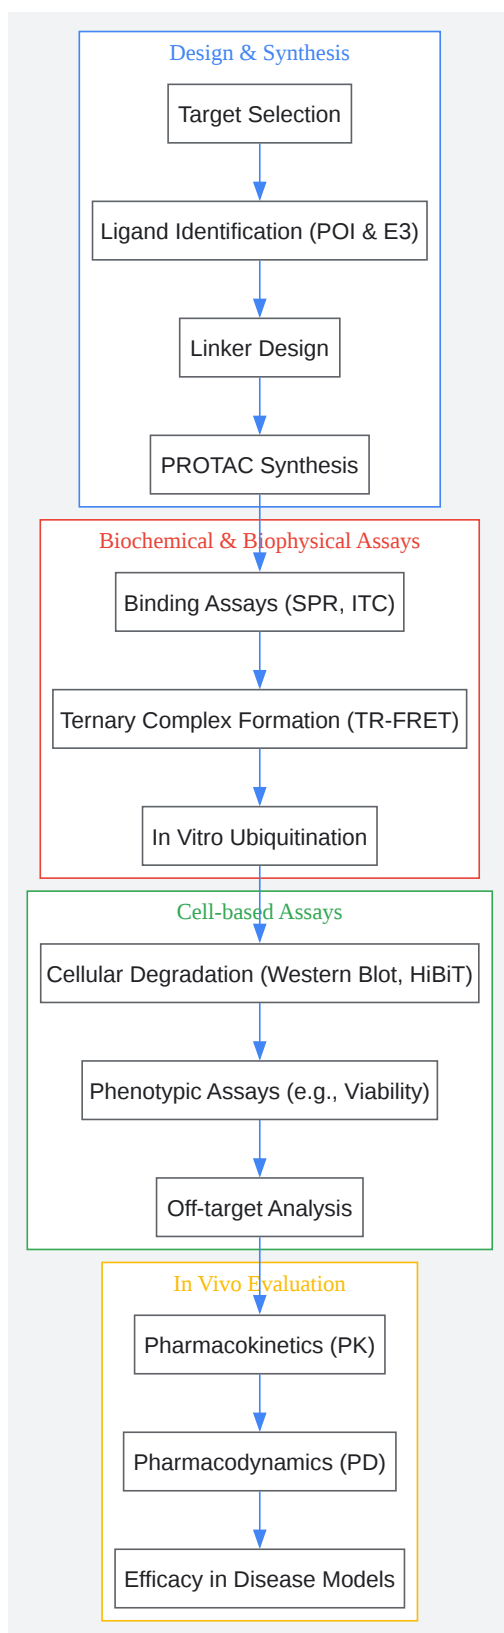 Design & Synthesis
Target Selection
Ligand Identification (POI & E3)
Linker Design
PROTAC Synthesis
Biochemical & Biophysical Assays
Binding Assays (SPR, ITC)
Ternary Complex Formation (TR-FRET)
In Vitro Ubiquitination
Cell-based Assays
Cellular Degradation (Western Blot, HiBiT)
Phenotypic Assays (e.g., Viability)
Off-target Analysis
In Vivo Evaluation
Pharmacokinetics (PK)
Pharmacodynamics (PD)
Efficacy in Disease Models